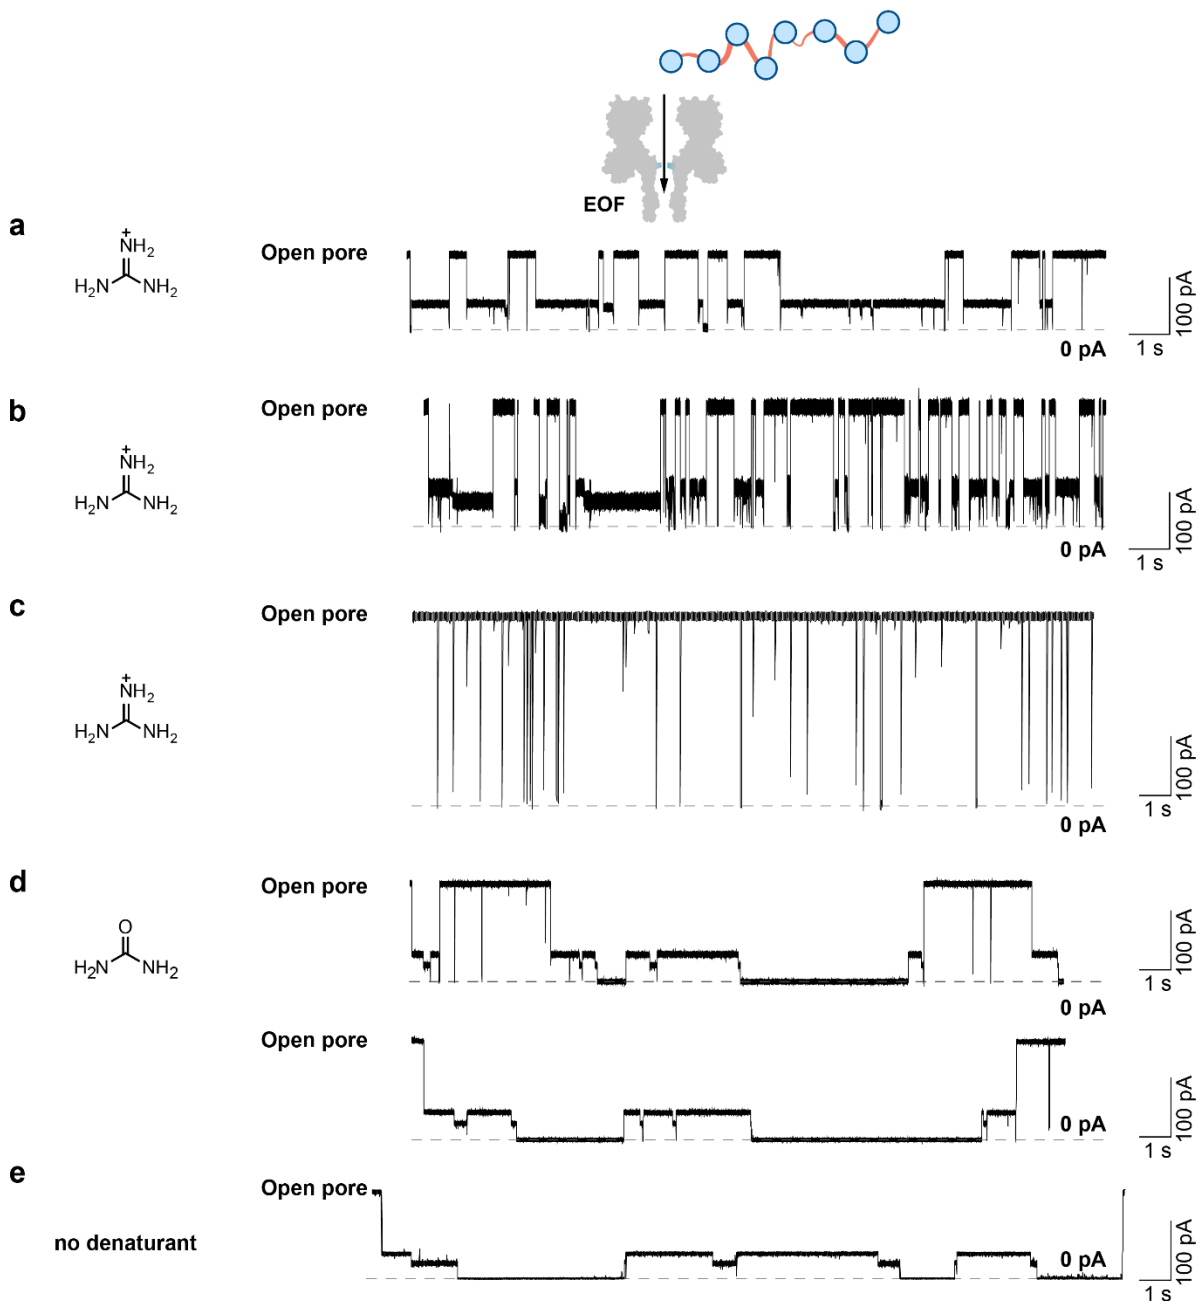 EOF
a
+
NH2
H2N NH2
Open pore
100 pA
0 pA
1 s
b
+
NH2
H2N NH2
Open pore
100 pA
0 pA
1 s
c
+
NH2
H2N NH2
Open pore
100 pA
1 s
0 pA
d
O
H2N NH2
Open pore
100 pA
1 s
0 pA
Open pore
100 pA
0 pA
1 s
e
Open pore
no denaturant
100 pA
0 pA
1 s